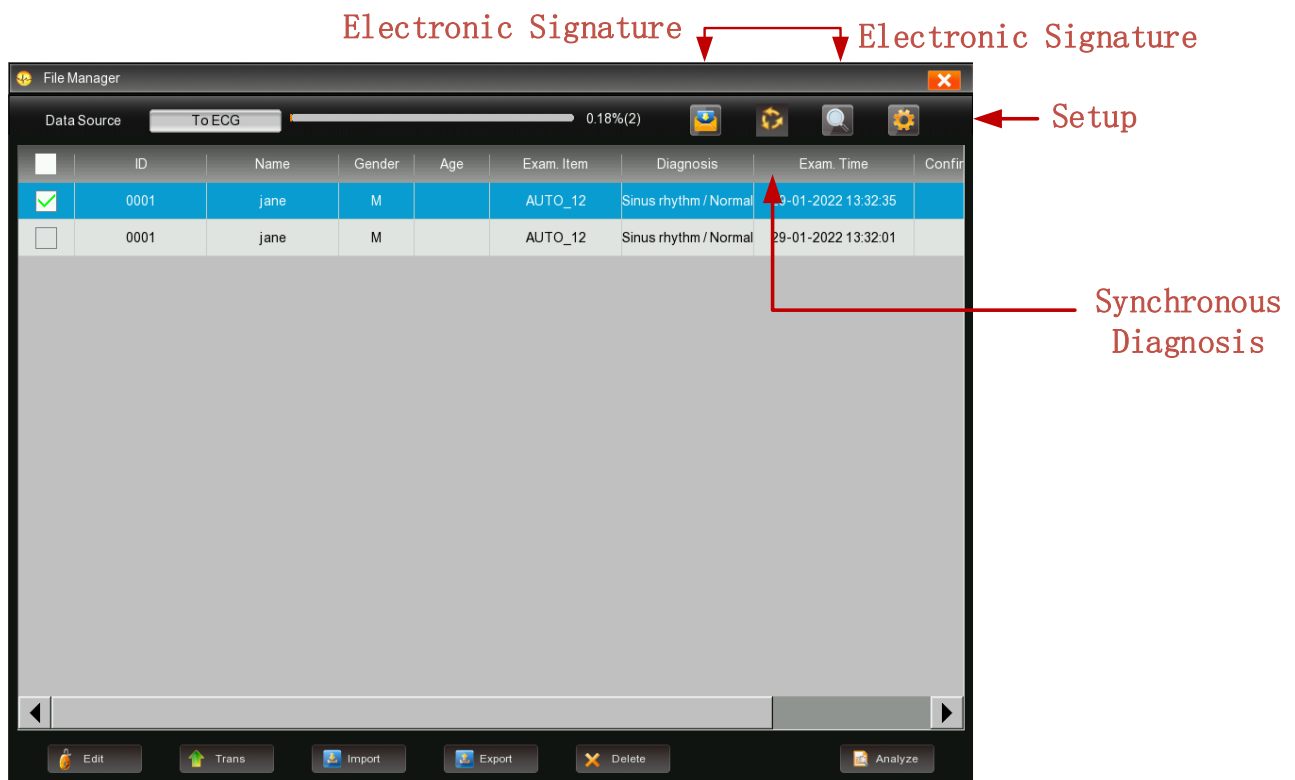 Electronic Signature
Electronic Signature
File Manager
Data Source To ECG 0.18%(2)
Setup
ID Name Gender Age Exam. Item Diagnosis Exam. Time Confir
0001 jane M AUTO_12 Sinus rhythm / Normal 29-01-2022 13:32:35
0001 jane M AUTO_12 Sinus rhythm / Normal 29-01-2022 13:32:01
Synchronous
Diagnosis
Edit Trans Import Export Delete Analyze